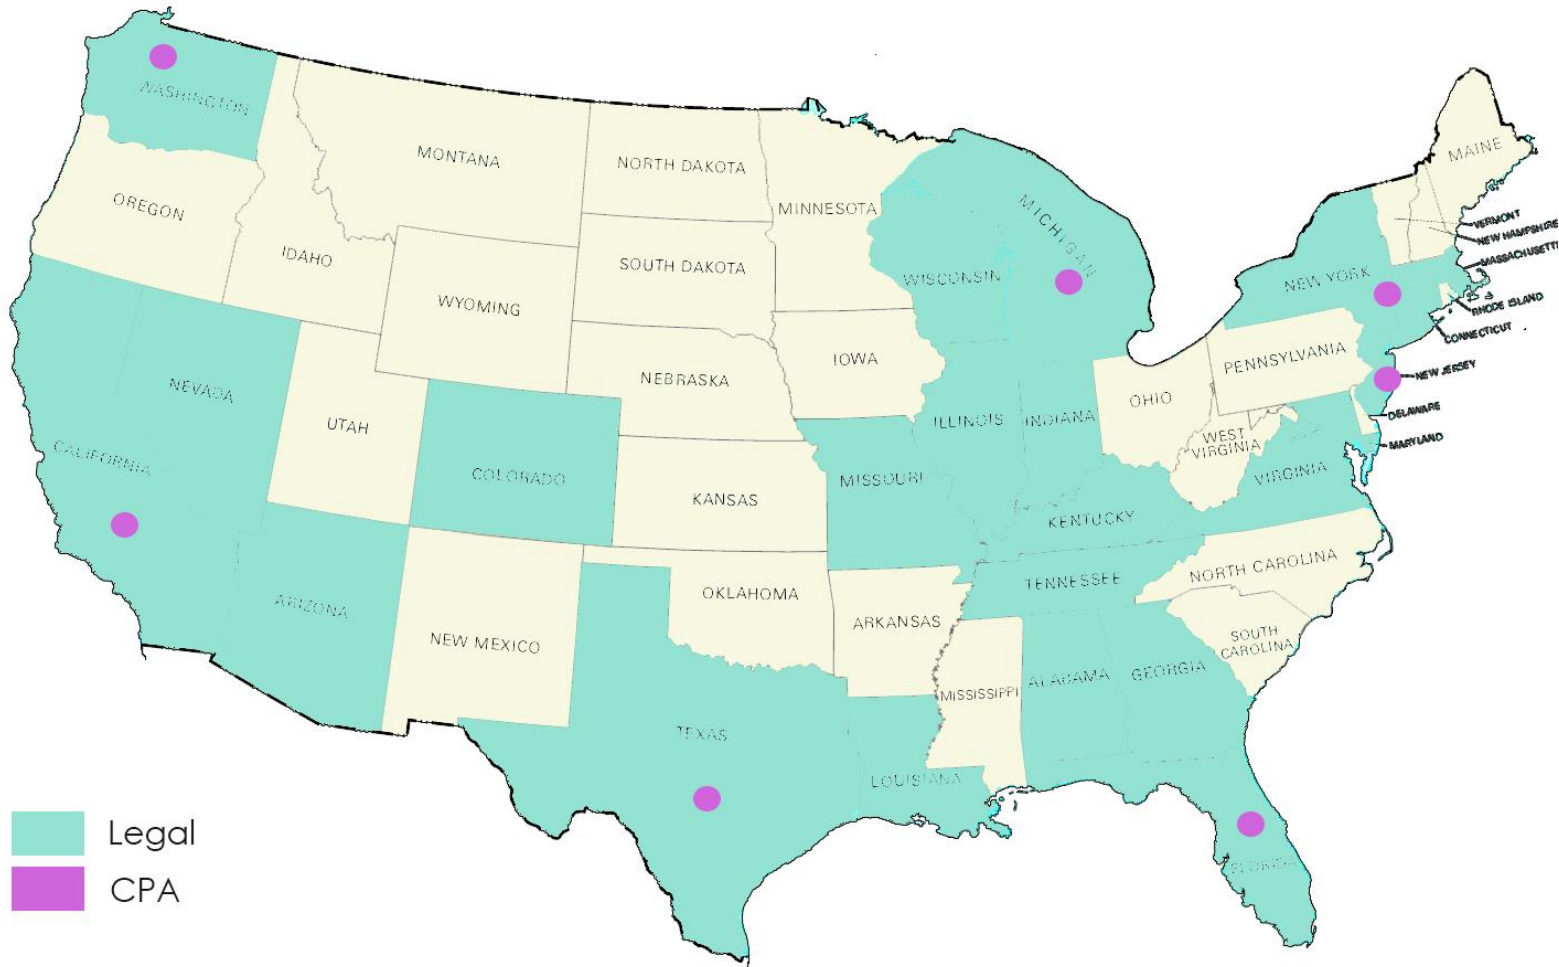 WASHINGTON
MONTANA
NORTH DAKOTA
MINNESOTA
MICHIGAN
MAINE
OREGON
IDAHO
SOUTH DAKOTA
WISCONSIN
VERMONT
NEW HAMPSHIRE
MASSACHUSETT
NEW YORK
WYOMING
RHODE ISLAND
CONNECTICUT
IOWA
PENNSYLVANIA
NEVADA
NEBRASKA
NEW JERSEY
UTAH
ILLINOIS
INDIANA
OHIO
DELAWARE
WEST
VIRGINIA
MARYLAND
CALIFORNIA
COLORADO
KANSAS
MISSOURI
VIRGINIA
KENTUCKY
ARIZONA
OKLAHOMA
TENNESSEE
NORTH CAROLINA
NEW MEXICO
ARKANSAS
SOUTH
CAROLINA
MISSISSIPPI
ALABAMA
GEORGIA
TEXAS
LOUISIANA
FLORIDA
Legal
CPA